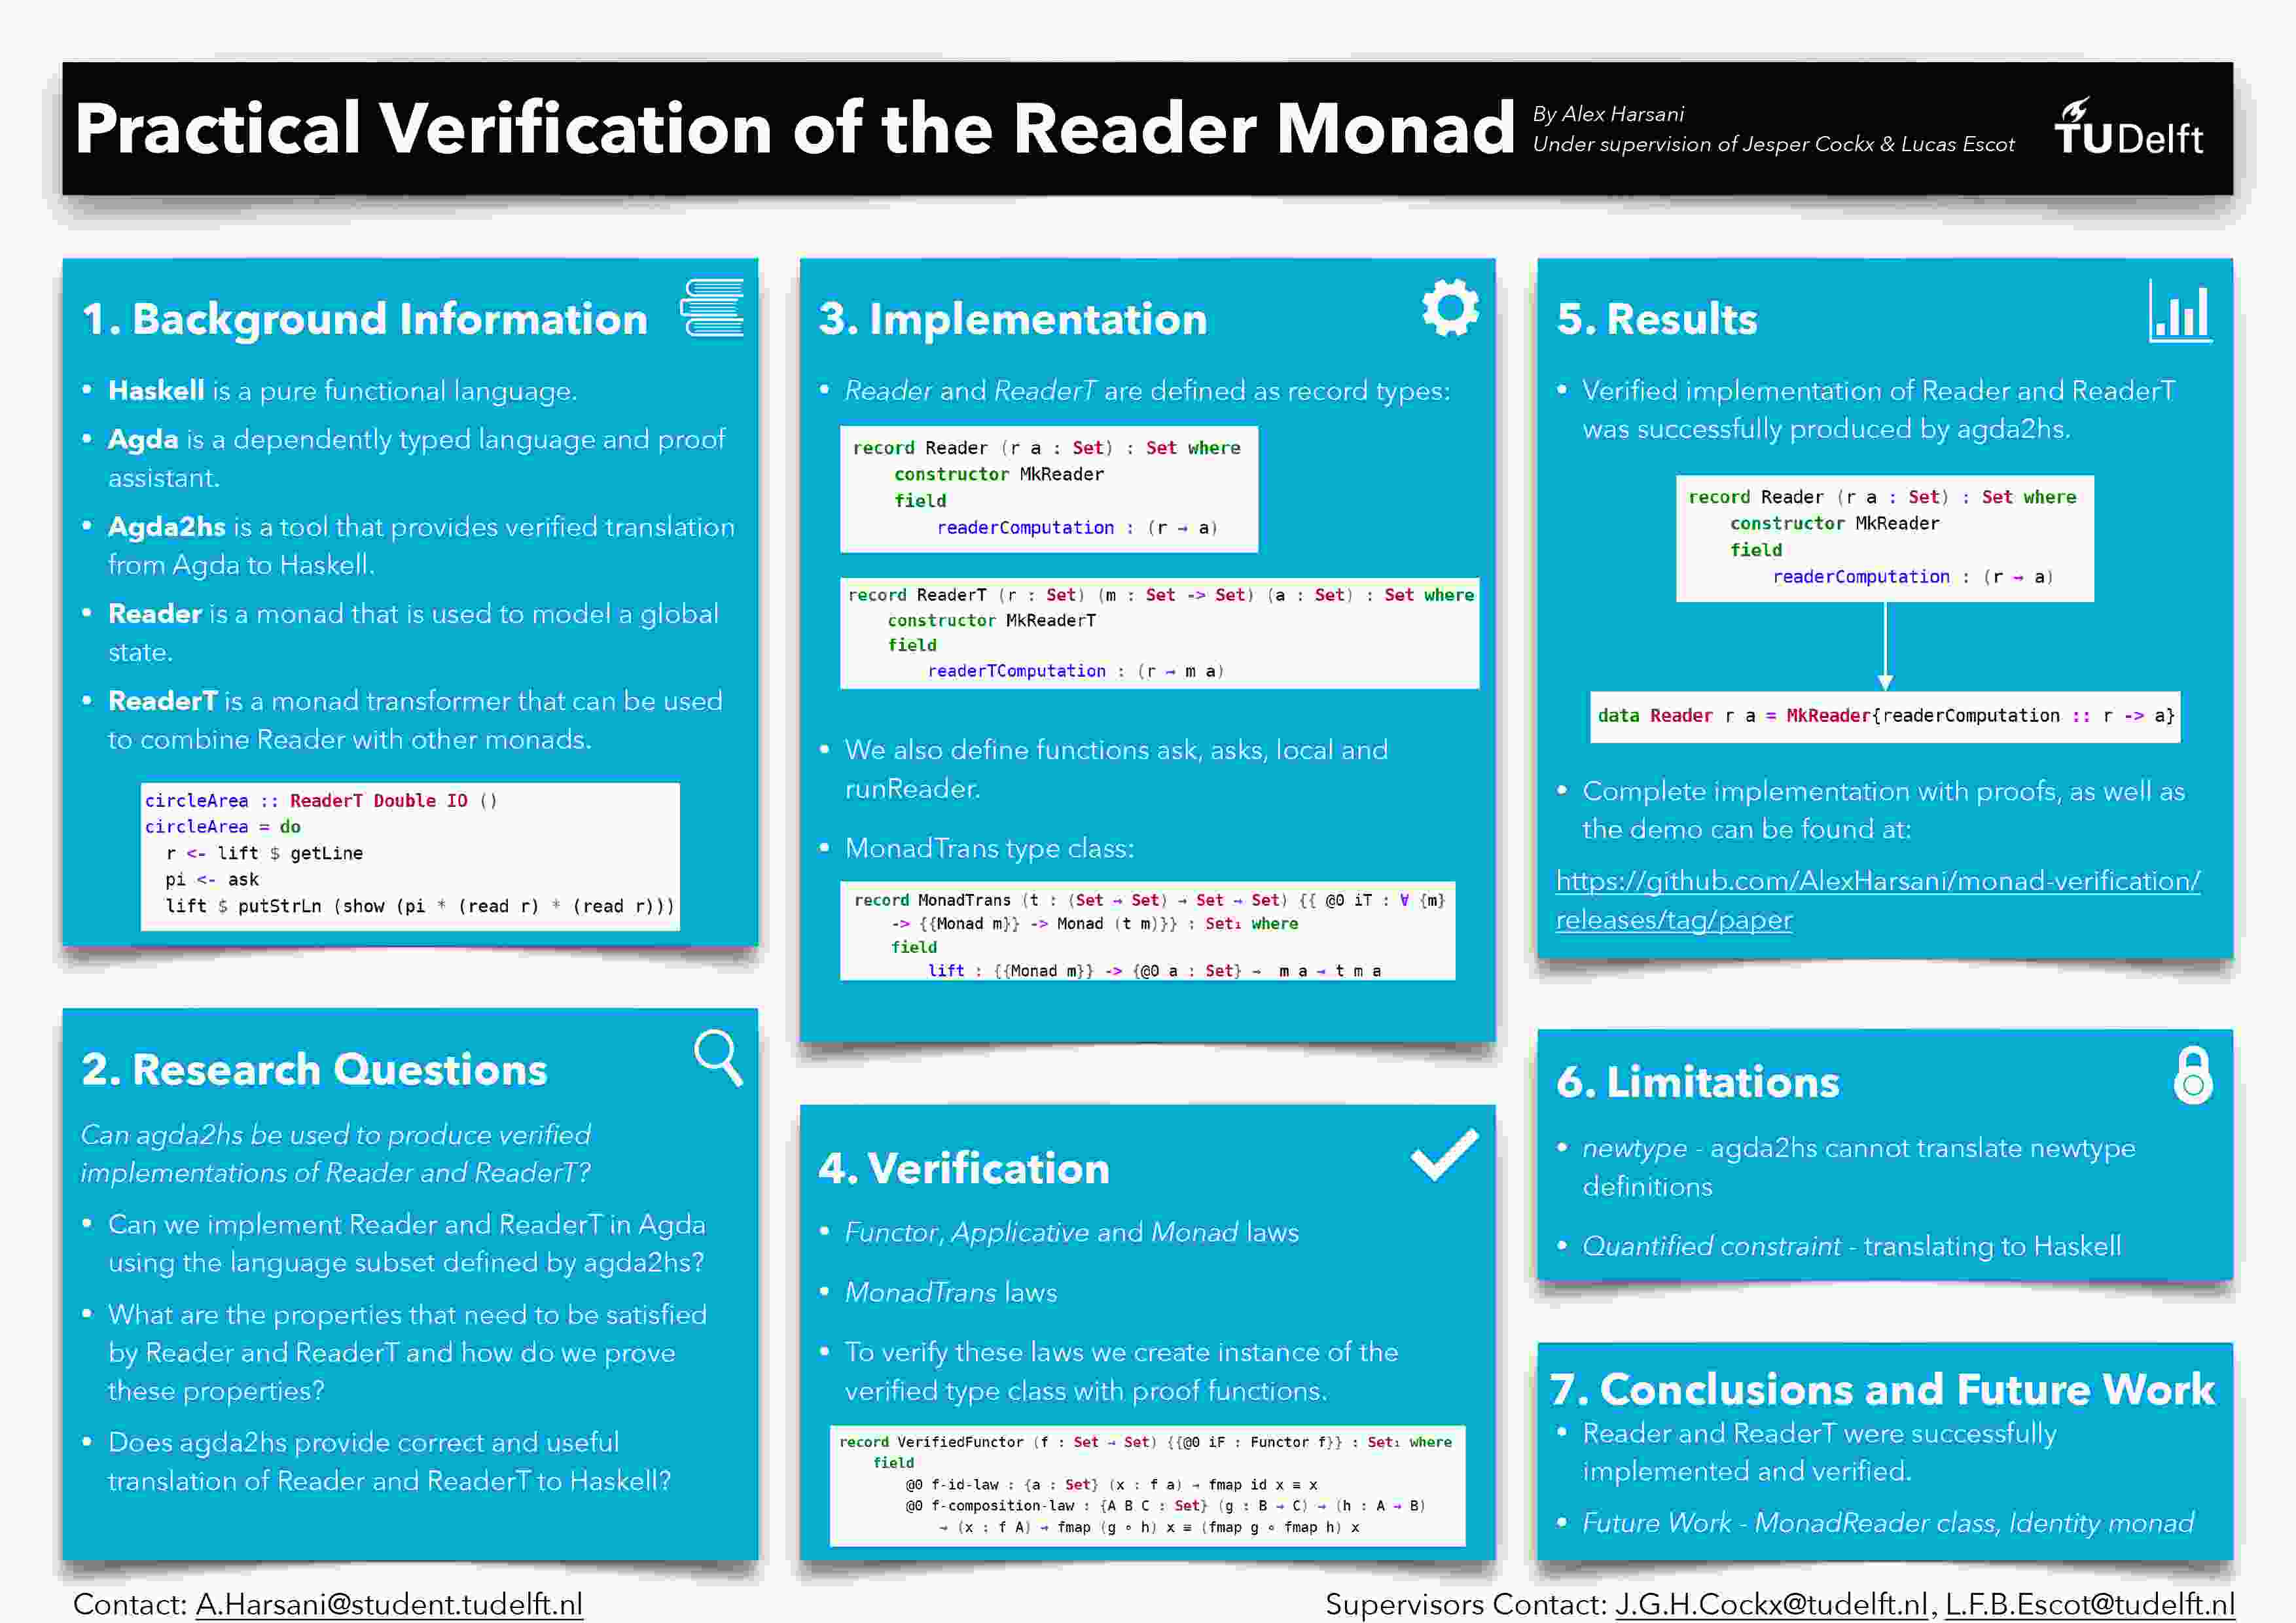 Practical Verification of the Reader Monad
By Alex Harsani
Under supervision of Jesper Cockx & Lucas Escot
TUDelft
1. Background Information
• Haskell is a pure functional language.
• Agda is a dependently typed language and proof
assistant.
• Agda2hs is a tool that provides verified translation
from Agda to Haskell.
• Reader is a monad that is used to model a global
state.
• ReaderT is a monad transformer that can be used
to combine Reader with other monads.
circleArea :: ReaderT Double IO ()
circleArea = do
  r <- lift $ getLine
  pi <- ask
  lift $ putStrLn (show (pi * (read r) * (read r)))
2. Research Questions
Can agda2hs be used to produce verified
implementations of Reader and ReaderT?
• Can we implement Reader and ReaderT in Agda
using the language subset defined by agda2hs?
• What are the properties that need to be satisfied
by Reader and ReaderT and how do we prove
these properties?
• Does agda2hs provide correct and useful
translation of Reader and ReaderT to Haskell?
3. Implementation
• Reader and ReaderT are defined as record types:
record Reader (r a : Set) : Set where
    constructor MkReader
    field
        readerComputation : (r → a)
record ReaderT (r : Set) (m : Set -> Set) (a : Set) : Set where
    constructor MkReaderT
    field
        readerTComputation : (r → m a)
• We also define functions ask, asks, local and
runReader.
• MonadTrans type class:
record MonadTrans (t : (Set → Set) → Set → Set) {{ @0 iT : ∀ {m}
    -> {{Monad m}} -> Monad (t m)}} : Set₁ where
    field
        lift : {{Monad m}} -> {@0 a : Set} → m a → t m a
4. Verification
• Functor, Applicative and Monad laws
• MonadTrans laws
• To verify these laws we create instance of the
verified type class with proof functions.
record VerifiedFunctor (f : Set → Set) {{@0 iF : Functor f}} : Set₁ where
    field
        @0 f-id-law : {a : Set} (x : f a) → fmap id x ≡ x
        @0 f-composition-law : {A B C : Set} (g : B → C) → (h : A → B)
            → (x : f A) → fmap (g ∘ h) x ≡ (fmap g ∘ fmap h) x
5. Results
• Verified implementation of Reader and ReaderT
was successfully produced by agda2hs.
record Reader (r a : Set) : Set where
    constructor MkReader
    field
        readerComputation : (r → a)
data Reader r a = MkReader{readerComputation :: r -> a}
• Complete implementation with proofs, as well as
the demo can be found at:
https://github.com/AlexHarsani/monad-verification/
releases/tag/paper
6. Limitations
• newtype - agda2hs cannot translate newtype
definitions
• Quantified constraint - translating to Haskell
7. Conclusions and Future Work
• Reader and ReaderT were successfully
implemented and verified.
• Future Work - MonadReader class, Identity monad
Contact: A.Harsani@student.tudelft.nl
Supervisors Contact: J.G.H.Cockx@tudelft.nl, L.F.B.Escot@tudelft.nl